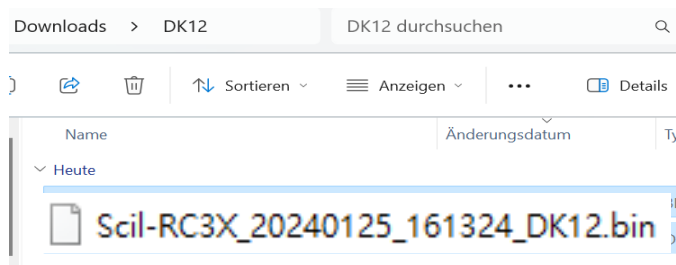 Downloads > DK12 DK12 durchsuchen
Sortieren Anzeigen ... Details
Name Änderungsdatum
Heute
Scil-RC3X_20240125_161324_DK12.bin